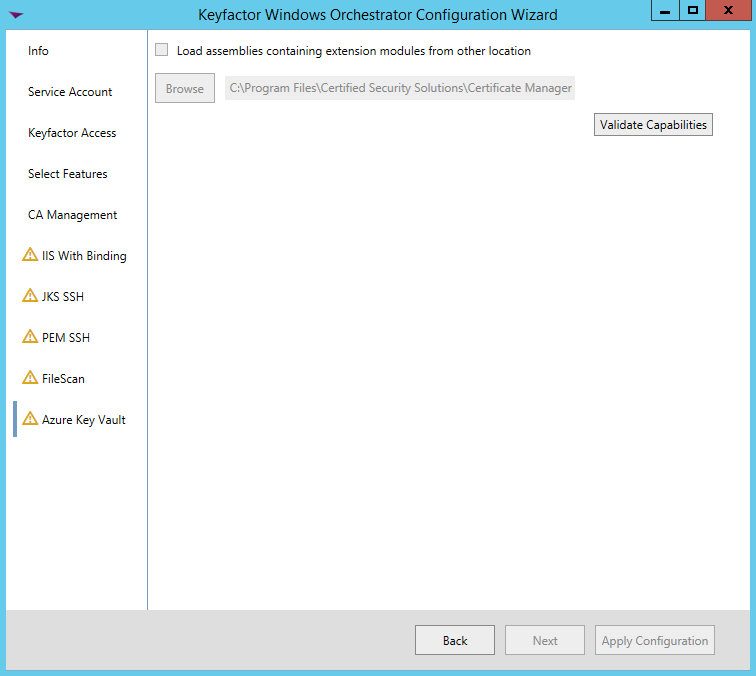 Keyfactor Windows Orchestrator Configuration Wizard
Info
Service Account
Keyfactor Access
Select Features
CA Management
IIS With Binding
JKS SSH
PEM SSH
FileScan
Azure Key Vault
Load assemblies containing extension modules from other location
Browse
C:\Program Files\Certified Security Solutions\Certificate Manager
Validate Capabilities
Back
Next
Apply Configuration